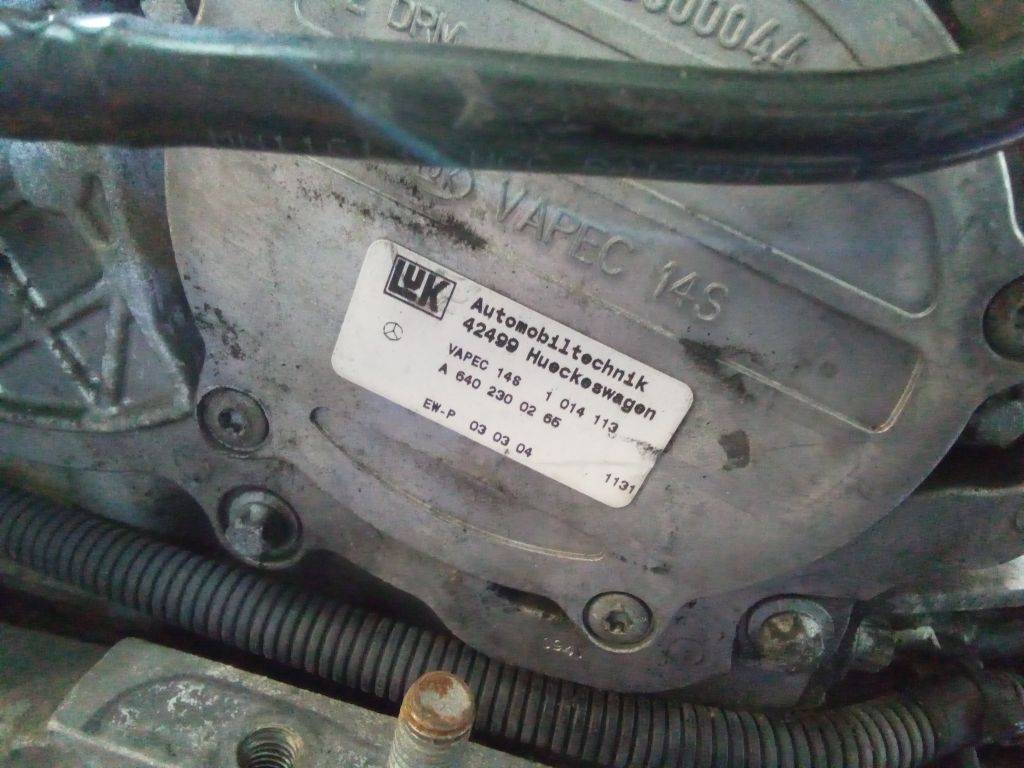 DRM
00044
VAPEC 14S
LuK
Automobiltechnik
42499 Hueckeswagen
VAPEC 14S 1 014 113
A 640 230 02 65
EW-P 03 03 04
1131